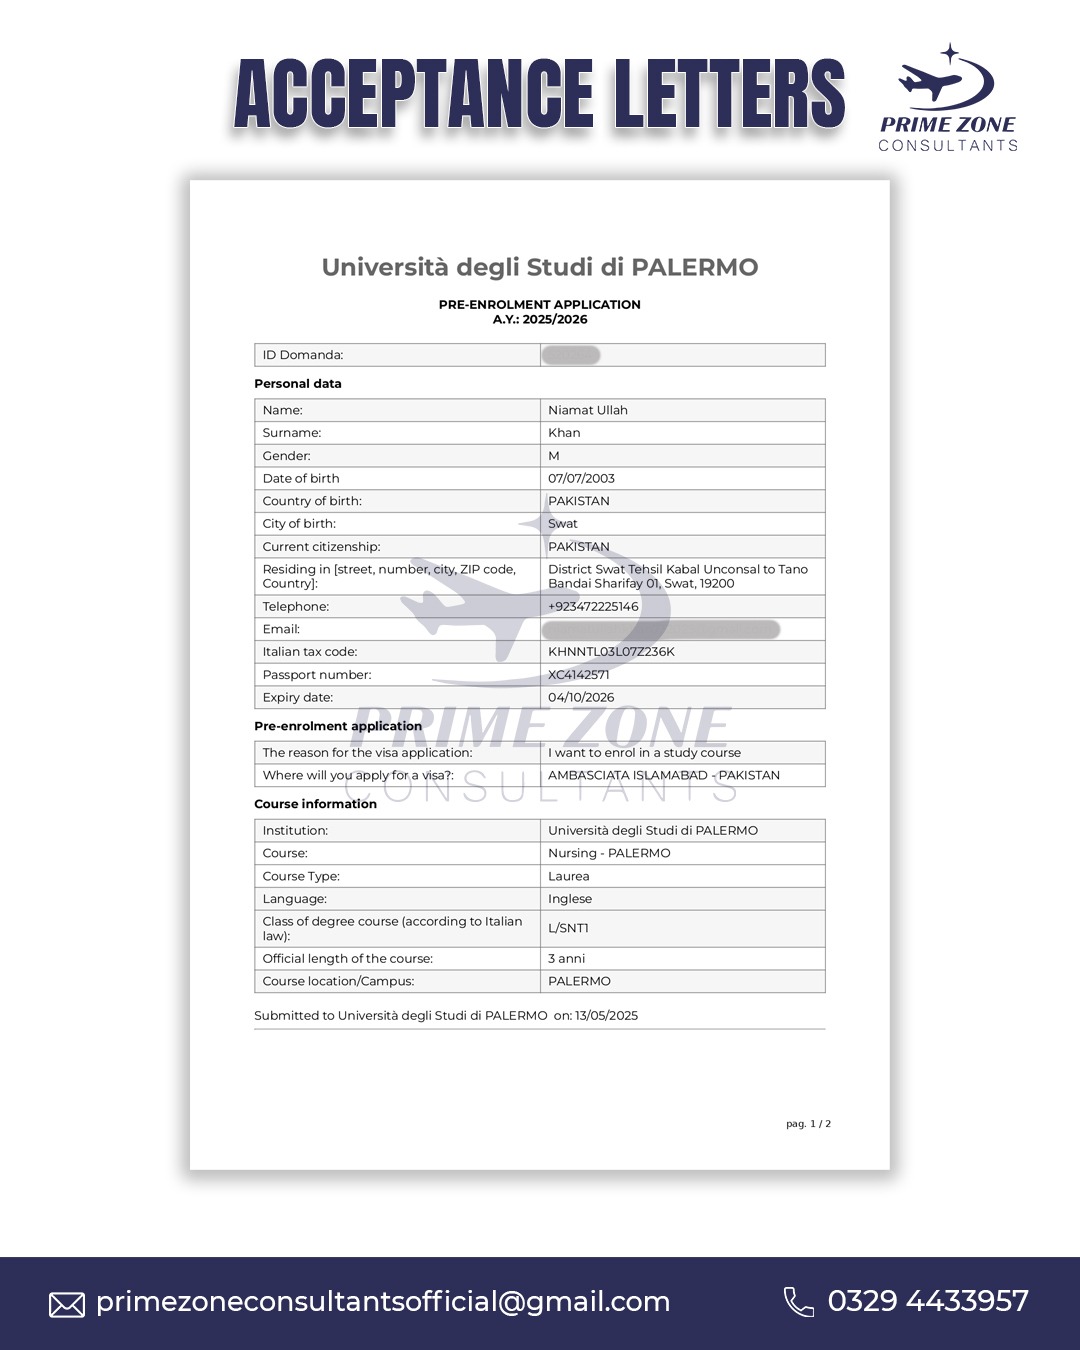 ACCEPTANCE LETTERS
PRIME ZONE
CONSULTANTS
Università degli Studi di PALERMO
PRE-ENROLMENT APPLICATION
A.Y.: 2025/2026
ID Domanda:
Personal data
Name: Niamat Ullah
Surname: Khan
Gender: M
Date of birth 07/07/2003
Country of birth: PAKISTAN
City of birth: Swat
Current citizenship: PAKISTAN
Residing in [street, number, city, ZIP code, Country]: District Swat Tehsil Kabal Unconsal to Tano Bandai Sharifay 01, Swat, 19200
Telephone: +923472225146
Email:
Italian tax code: KHNNTL03L07Z236K
Passport number: XC4142571
Expiry date: 04/10/2026
PRIME ZONE
CONSULTANTS
Pre-enrolment application
The reason for the visa application: I want to enrol in a study course
Where will you apply for a visa?: AMBASCIATA ISLAMABAD - PAKISTAN
Course information
Institution: Università degli Studi di PALERMO
Course: Nursing - PALERMO
Course Type: Laurea
Language: Inglese
Class of degree course (according to Italian law): L/SNT1
Official length of the course: 3 anni
Course location/Campus: PALERMO
Submitted to Università degli Studi di PALERMO on: 13/05/2025
pag. 1 / 2
primezoneconsultantsofficial@gmail.com
0329 4433957